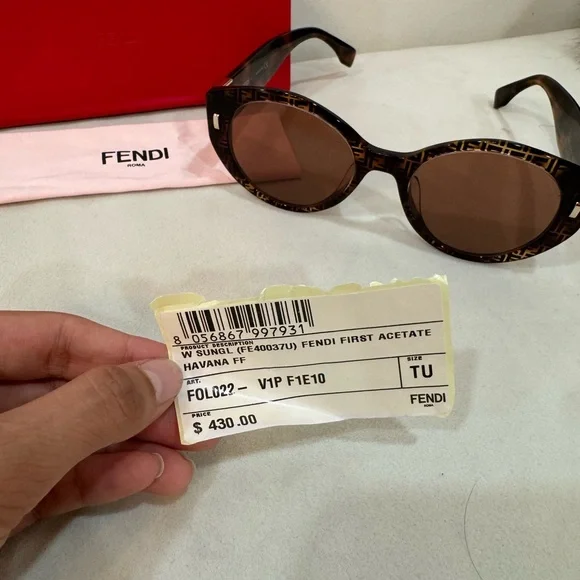 FENDI
ROMA
8 056867 997931
PRODUCT DESCRIPTION
W SUNGL (FE40037U) FENDI FIRST ACETATE
HAVANA FF
ART.
FOL022- V1P F1E10
SIZE
TU
PRICE
$ 430.00
FENDI
ROMA